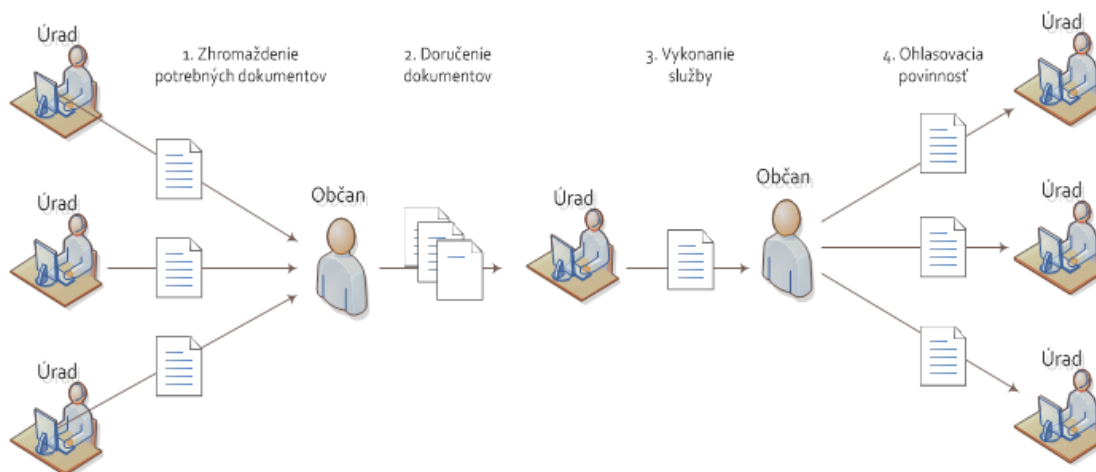 Úrad
1. Zhromaždenie
potrebných dokumentov
2. Doručenie
dokumentov
3. Vykonanie
služby
4. Ohlasovacia
povinnosť
Úrad
Úrad
Občan
Úrad
Občan
Úrad
Úrad
Úrad